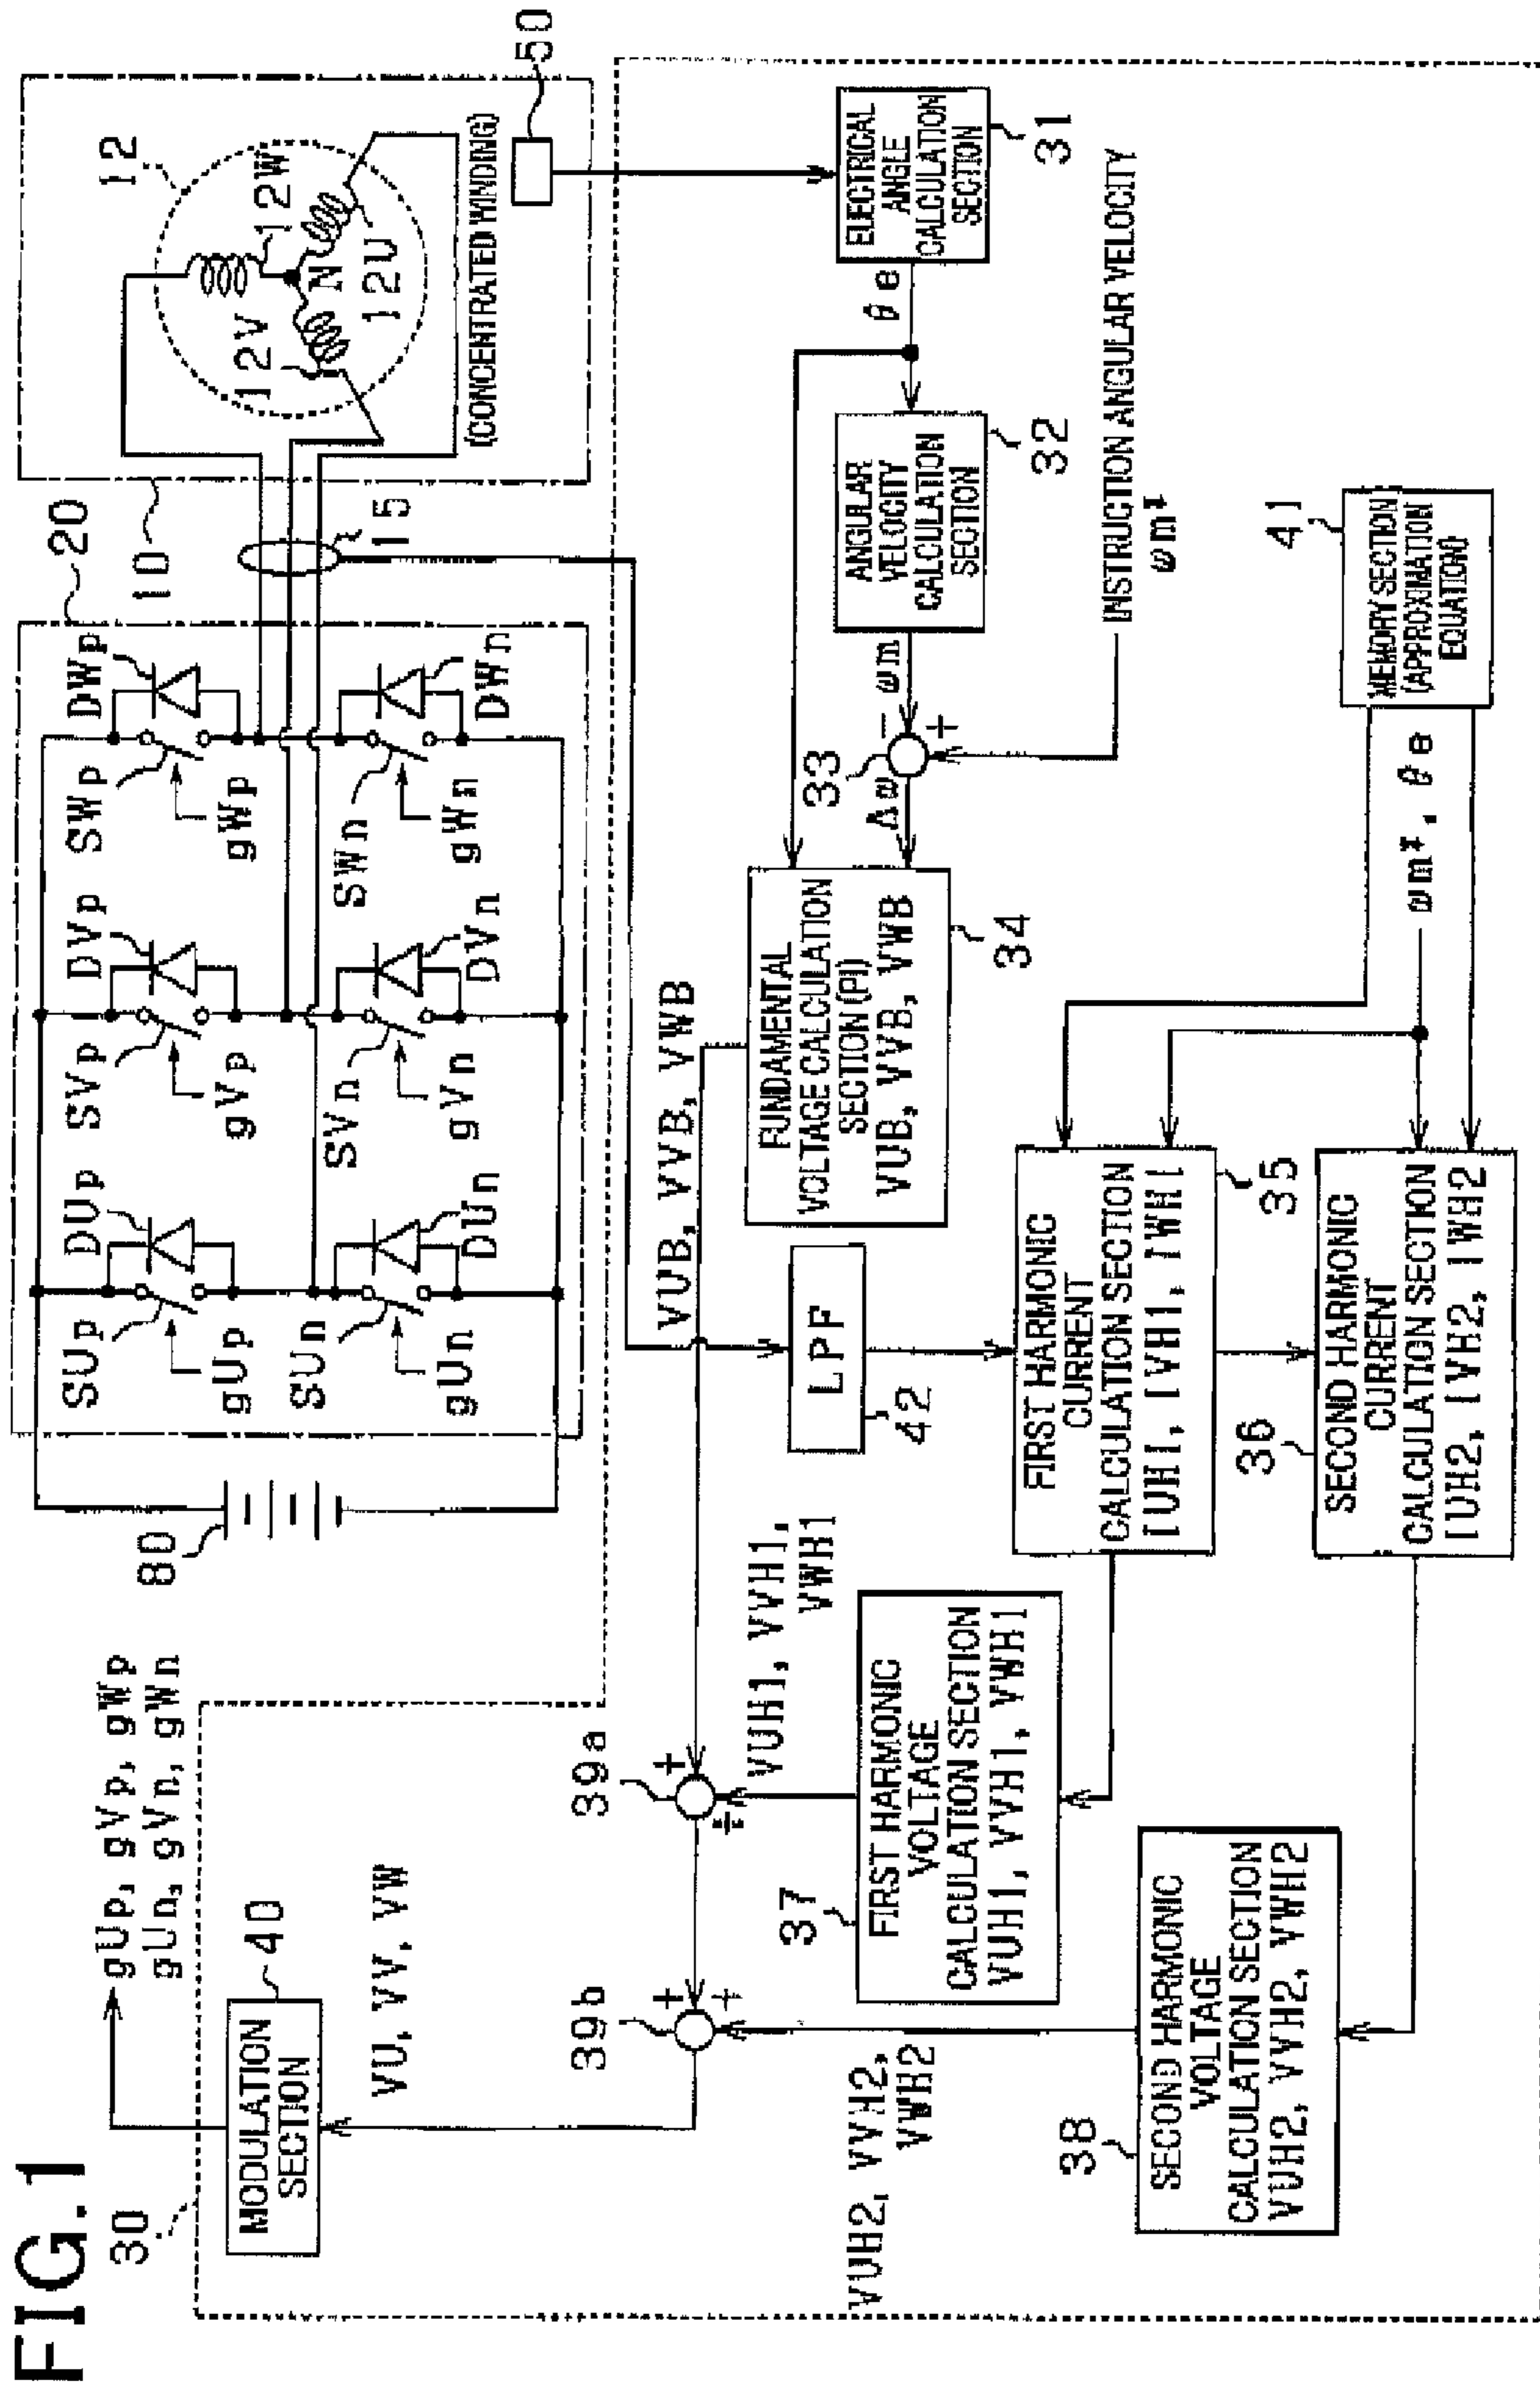 FIG.1
80
20
SUp
DUp
gUp
SUn
DUn
gUn
SVp
DVp
gVp
SVn
DVn
gVn
SWp
DWp
gWp
SWn
DWn
gWn
10
15
12
12V
12W
N
12U
(CONCENTRATED WINDING)
50
30
gUp, gVp, gWp
gUn, gVn, gWn
MODULATION
SECTION
40
VU, VV, VW
39b
+
+
39a
+
VUB, VVB, VWB
VUH1, VVH1,
VWH1
VUH2, VVH2,
VWH2
37
FIRST HARMONIC
VOLTAGE
CALCULATION SECTION
VUH1, VVH1, VWH1
38
SECOND HARMONIC
VOLTAGE
CALCULATION SECTION
VUH2, VVH2, VWH2
LPF
42
FUNDAMENTAL
VOLTAGE CALCULATION
SECTION (PI)
VUB, VVB, VWB
34
Δω
33
−
+
ωm
ANGULAR
VELOCITY
CALCULATION
SECTION
32
θe
ELECTRICAL
ANGLE
CALCULATION
SECTION
31
INSTRUCTION ANGULAR VELOCITY
ωm*
FIRST HARMONIC
CURRENT
CALCULATION SECTION
IUH1, IVH1, IWH1
35
36
SECOND HARMONIC
CURRENT
CALCULATION SECTION
IUH2, IVH2, IWH2
ωm*, θe
41
MEMORY SECTION
(APPROXIMATION
EQUATION)